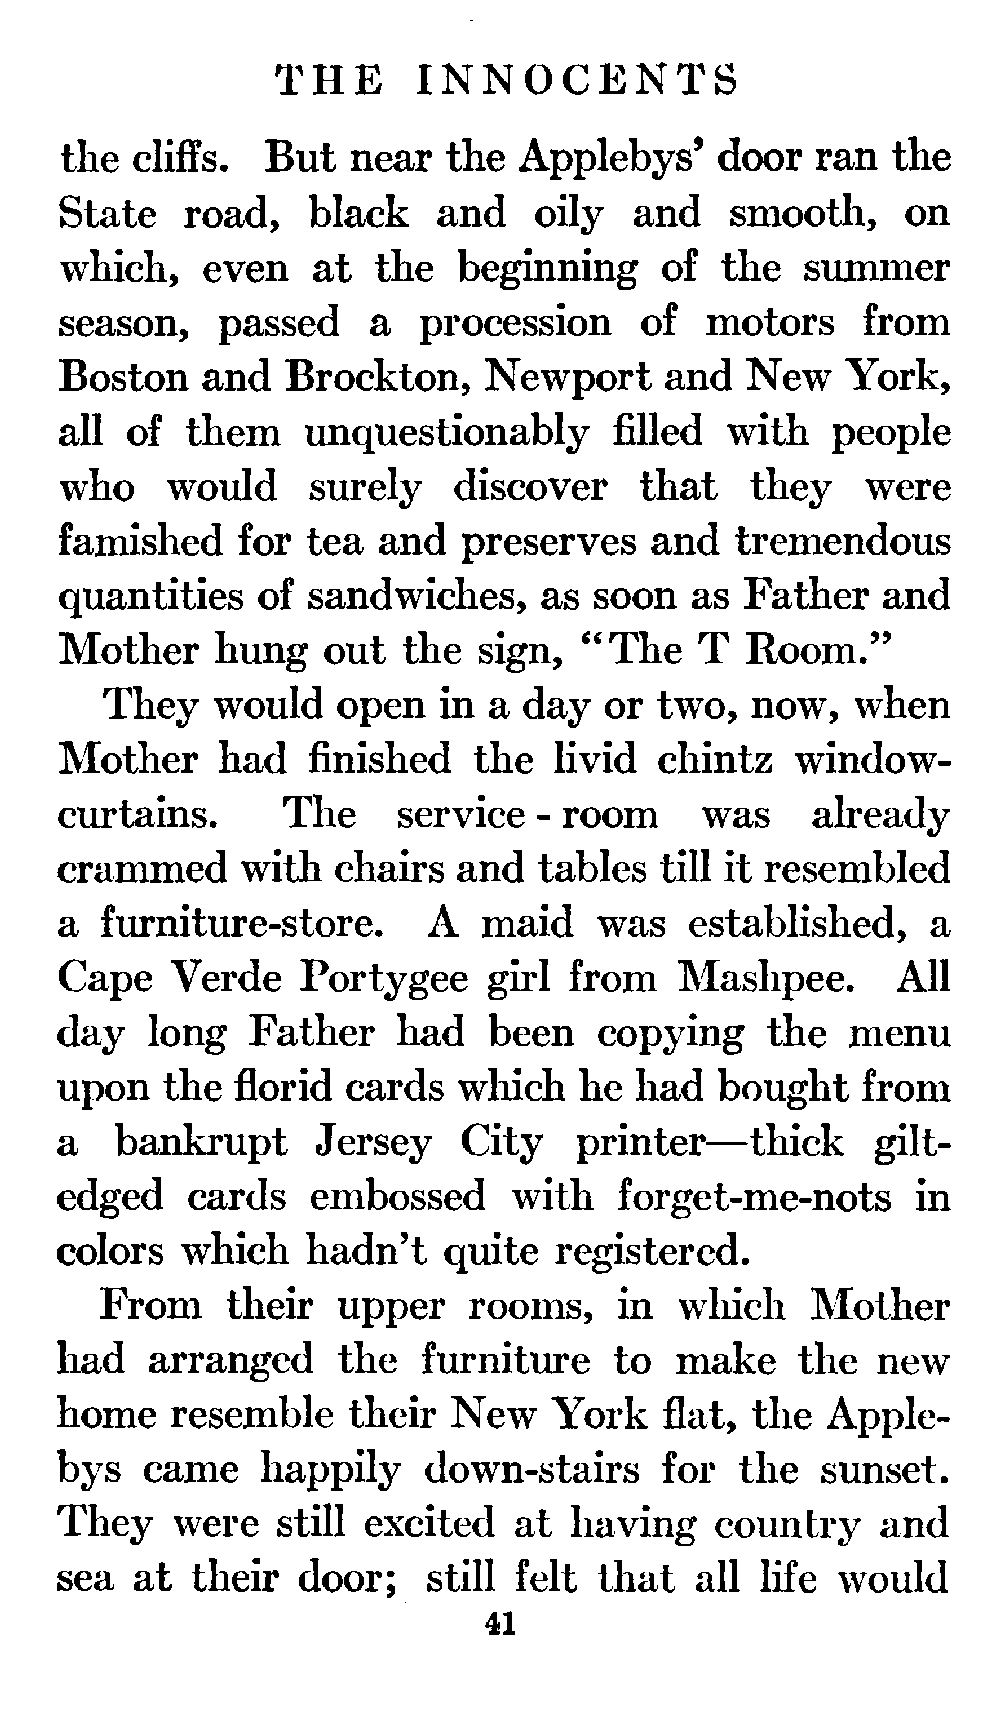 THE INNOCENTS
the cliffs. But near the Applebys' door ran the
State road, black and oily and smooth, on
which, even at the beginning of the summer
season, passed a procession of motors from
Boston and Brockton, Newport and New York,
all of them unquestionably filled with people
who would surely discover that they were
famished for tea and preserves and tremendous
quantities of sandwiches, as soon as Father and
Mother hung out the sign, “The T Room.”
They would open in a day or two, now, when
Mother had finished the livid chintz window-
curtains. The service-room was already
crammed with chairs and tables till it resembled
a furniture-store. A maid was established, a
Cape Verde Portygee girl from Mashpee. All
day long Father had been copying the menu
upon the florid cards which he had bought from
a bankrupt Jersey City printer—thick gilt-
edged cards embossed with forget-me-nots in
colors which hadn't quite registered.
From their upper rooms, in which Mother
had arranged the furniture to make the new
home resemble their New York flat, the Apple-
bys came happily down-stairs for the sunset.
They were still excited at having country and
sea at their door; still felt that all life would
41